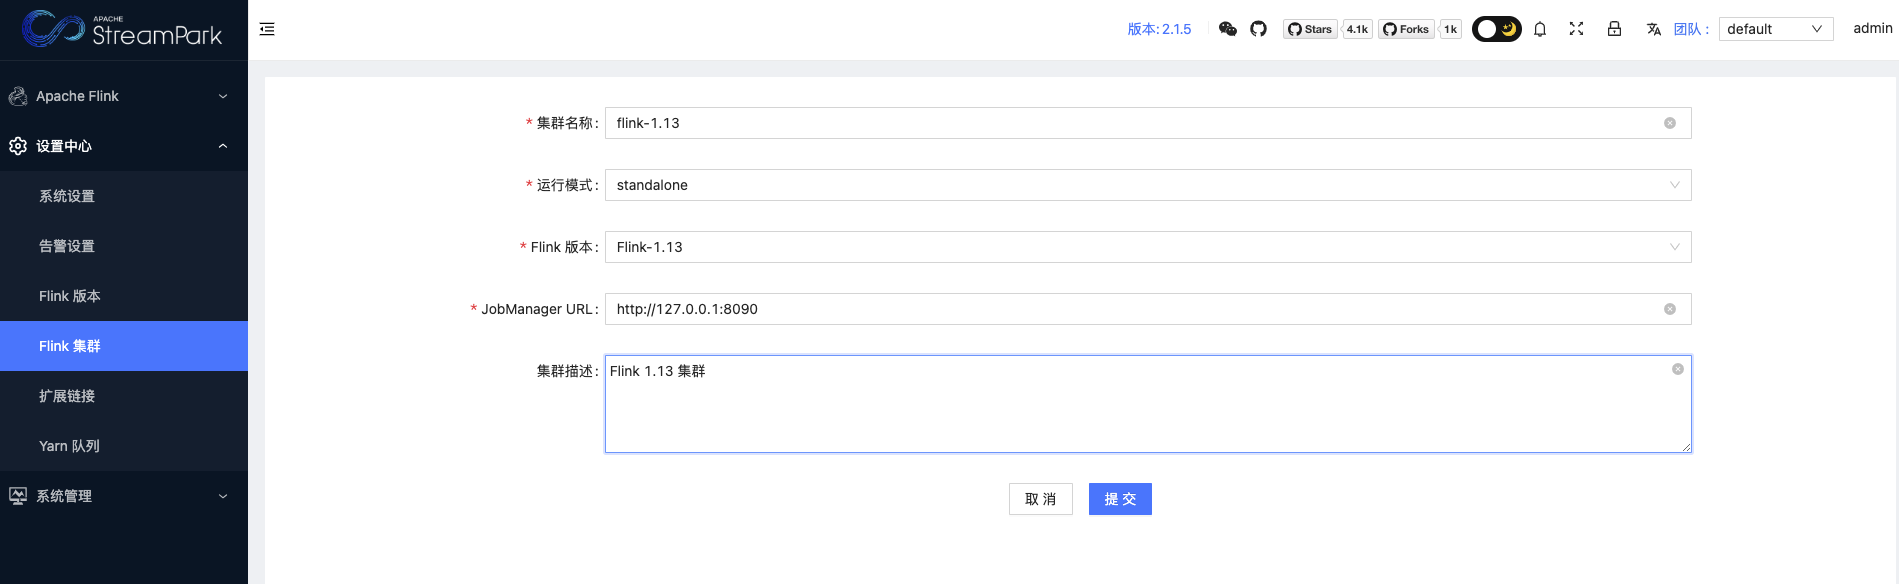 APACHE
StreamPark
版本: 2.1.5
Stars
4.1k
Forks
1k
团队 :
default
admin
Apache Flink
设置中心
系统设置
告警设置
Flink 版本
Flink 集群
扩展链接
Yarn 队列
系统管理
* 集群名称 :
flink-1.13
* 运行模式 :
standalone
* Flink 版本 :
Flink-1.13
* JobManager URL :
http://127.0.0.1:8090
集群描述 :
Flink 1.13 集群
取 消
提 交